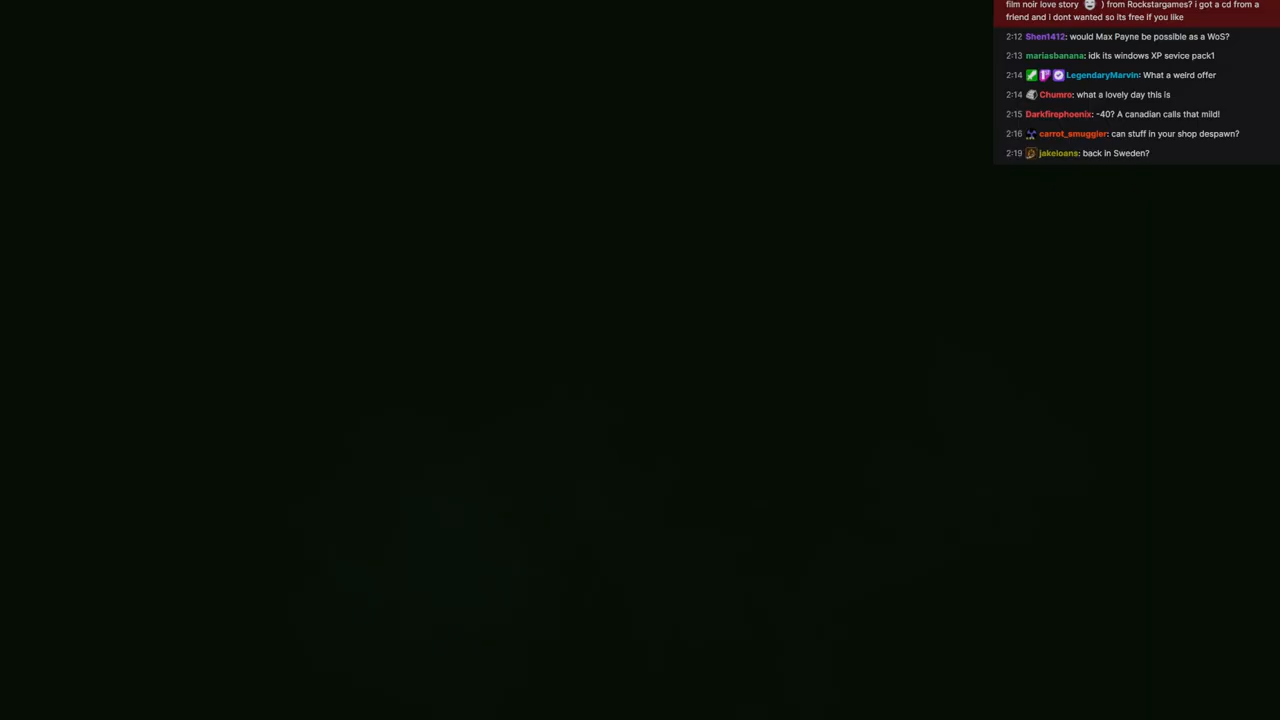 film noir love story ) from Rockstargames? i got a cd from a
friend and i dont wanted so its free if you like
2:12 Shen1412: would Max Payne be possible as a WoS?
2:13 mariasbanana: idk its windows XP sevice pack1
2:14 LegendaryMarvin: What a weird offer
2:14 Chumro: what a lovely day this is
2:15 Darkfirephoenix: -40? A canadian calls that mild!
2:16 carrot_smuggler: can stuff in your shop despawn?
2:19 jakeloans: back in Sweden?